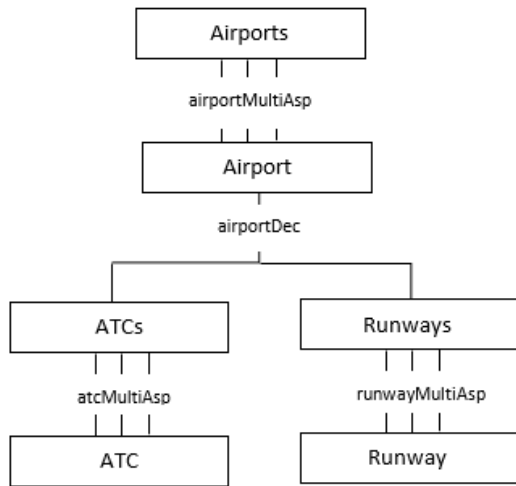 Airports
airportMultiAsp
Airport
airportDec
ATCs
Runways
atcMultiAsp
runwayMultiAsp
ATC
Runway